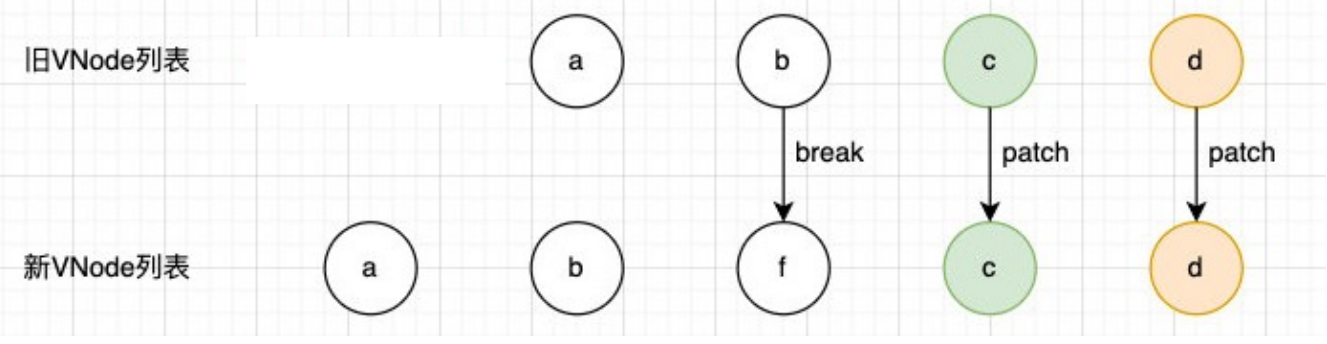 旧VNode列表 a b c d
break patch patch
新VNode列表 a b f c d